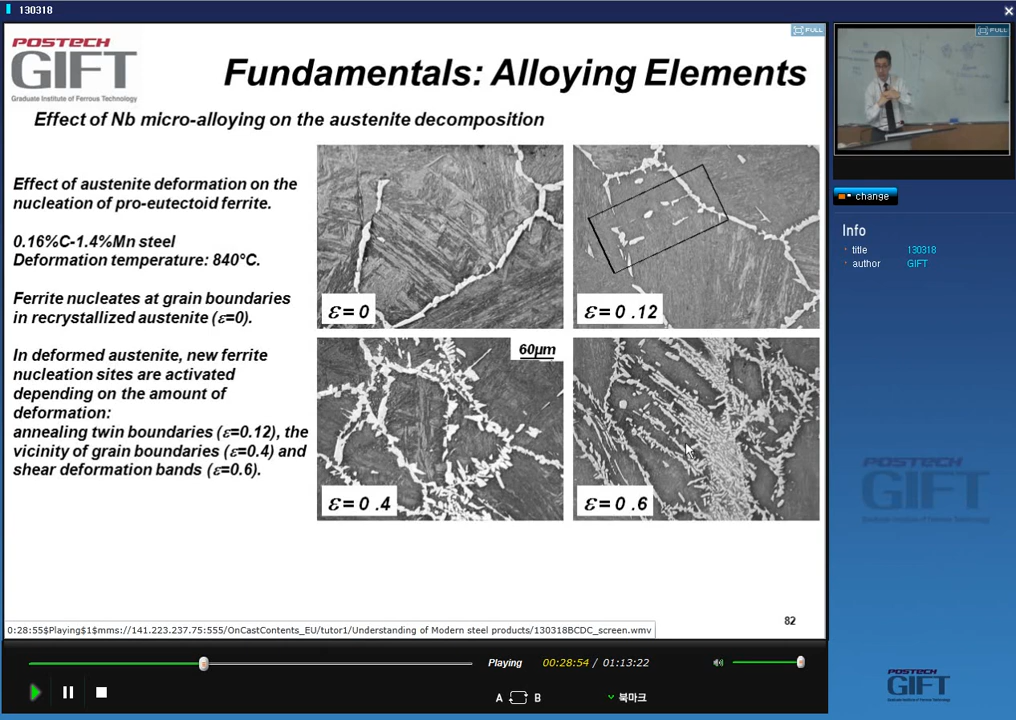 130318
POSTECH
GIFT
Graduate Institute of Ferrous Technology
FULL
Fundamentals: Alloying Elements
Effect of Nb micro-alloying on the austenite decomposition
Effect of austenite deformation on the
nucleation of pro-eutectoid ferrite.
0.16%C-1.4%Mn steel
Deformation temperature: 840°C.
Ferrite nucleates at grain boundaries
in recrystallized austenite (ε=0).
In deformed austenite, new ferrite
nucleation sites are activated
depending on the amount of
deformation:
annealing twin boundaries (ε=0.12), the
vicinity of grain boundaries (ε=0.4) and
shear deformation bands (ε=0.6).
ε= 0
ε= 0 .12
60µm
ε= 0 .4
ε= 0 .6
82
0:28:55$Playing$1$mms://141.223.237.75:555/OnCastContents_EU/tutor1/Understanding of Modern steel products/130318BCDC_screen.wmv
FULL
change
Info
title 130318
author GIFT
POSTECH
GIFT
Graduate Institute of Ferrous Technology
Playing 00:28:54 / 01:13:22
A B 북마크
POSTECH
GIFT